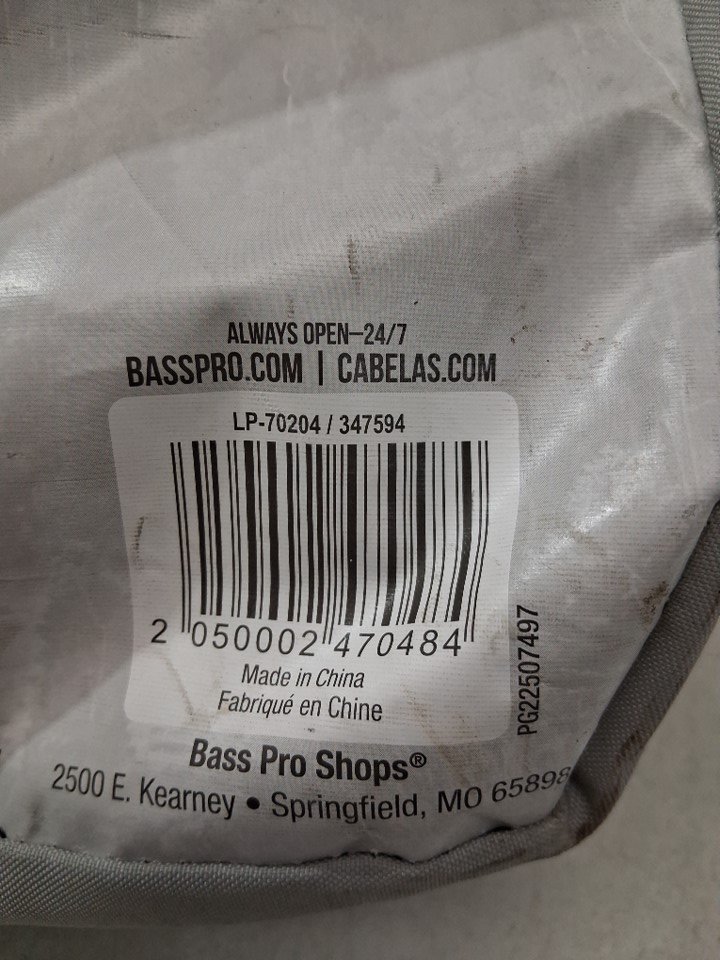 ALWAYS OPEN–24/7
BASSPRO.COM | CABELAS.COM
LP-70204 / 347594
2 050002 470484
Made in China
Fabriqué en Chine
PG22507497
Bass Pro Shops®
2500 E. Kearney • Springfield, MO 65898